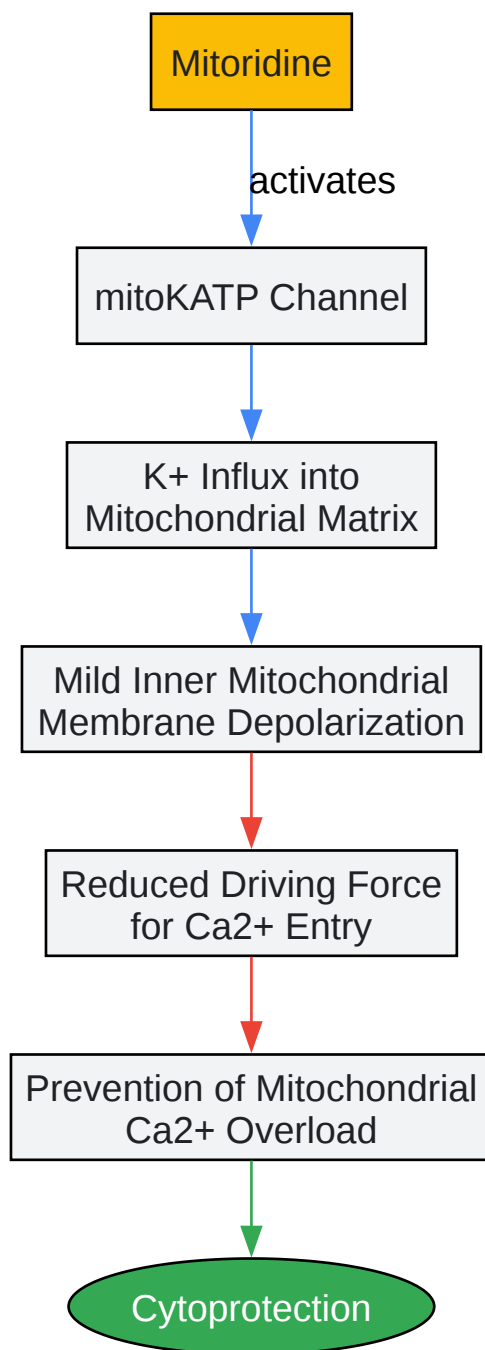 Mitoridine
activates
mitoKATP Channel
K+ Influx into
Mitochondrial Matrix
Mild Inner Mitochondrial
Membrane Depolarization
Reduced Driving Force
for Ca2+ Entry
Prevention of Mitochondrial
Ca2+ Overload
Cytoprotection